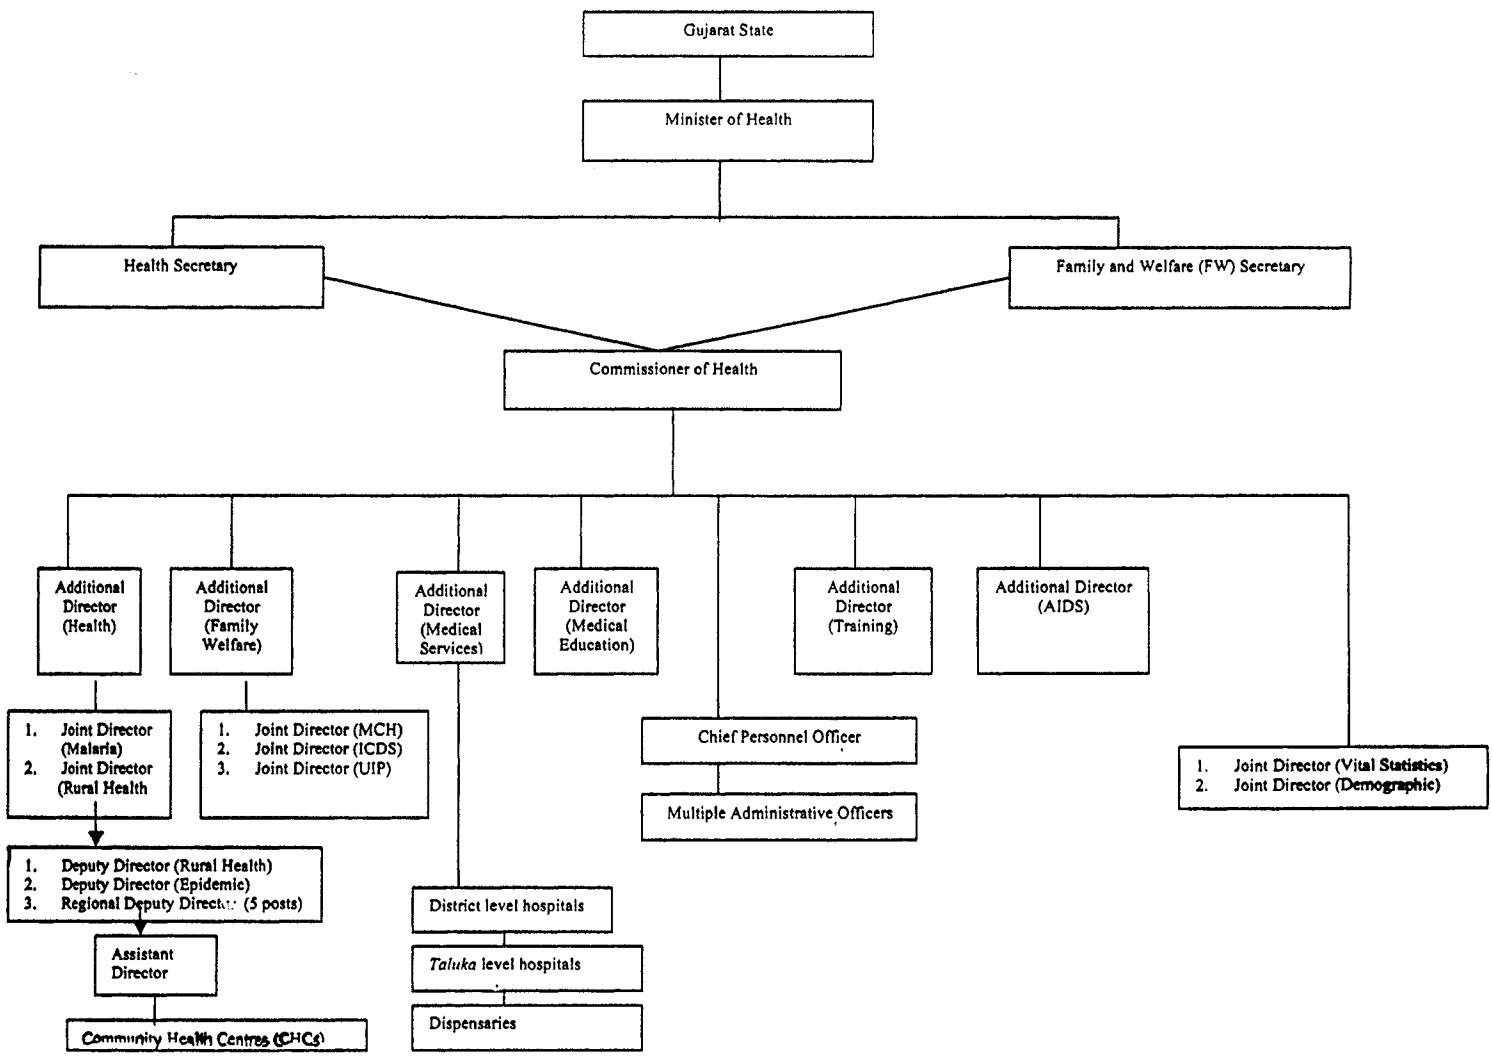 Gujarat State
Minister of Health
Health Secretary
Family and Welfare (FW) Secretary
Commissioner of Health
Additional
Director
(Health)
Additional
Director
(Family
Welfare)
Additional
Director
(Medical
Services)
Additional
Director
(Medical
Education)
Additional
Director
(Training)
Additional Director
(AIDS)
1. Joint Director
(Malaria)
2. Joint Director
(Rural Health
1. Joint Director (MCH)
2. Joint Director (ICDS)
3. Joint Director (UIP)
Chief Personnel Officer
Multiple Administrative Officers
1. Joint Director (Vital Statistics)
2. Joint Director (Demographic)
1. Deputy Director (Rural Health)
2. Deputy Director (Epidemic)
3. Regional Deputy Director (5 posts)
Assistant
Director
Community Health Centres (CHCs)
District level hospitals
Taluka level hospitals
Dispensaries